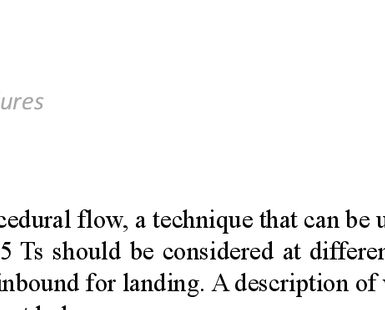 ures
cedural flow, a technique that can be u
5 Ts should be considered at differen
inbound for landing. A description of